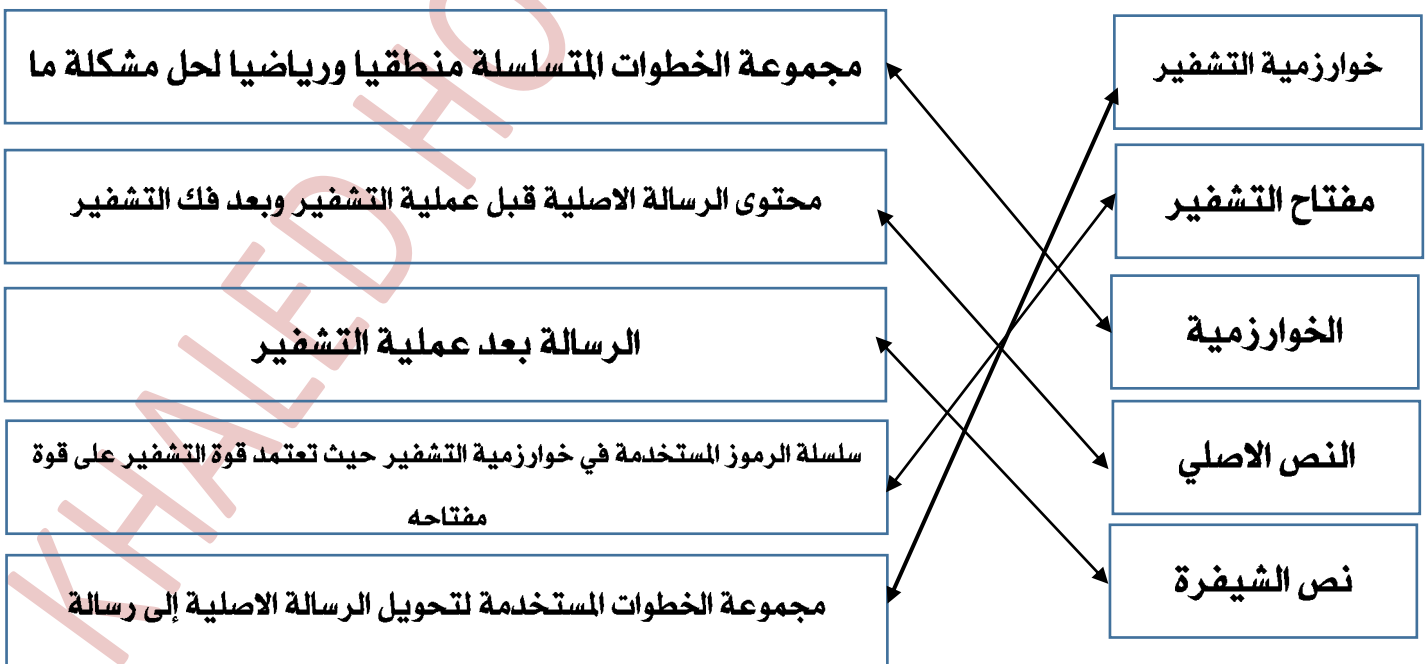 خوارزمية التشفير
مجموعة الخطوات المتسلسلة منطقيا ورياضيا لحل مشكلة ما
مفتاح التشفير
محتوى الرسالة الاصلية قبل عملية التشفير وبعد فك التشفير
الخوارزمية
الرسالة بعد عملية التشفير
النص الاصلي
سلسلة الرموز المستخدمة في خوارزمية التشفير حيث تعتمد قوة التشفير على قوة
مفتاحه
نص الشيفرة
مجموعة الخطوات المستخدمة لتحويل الرسالة الاصلية إلى رسالة
KHALED HO